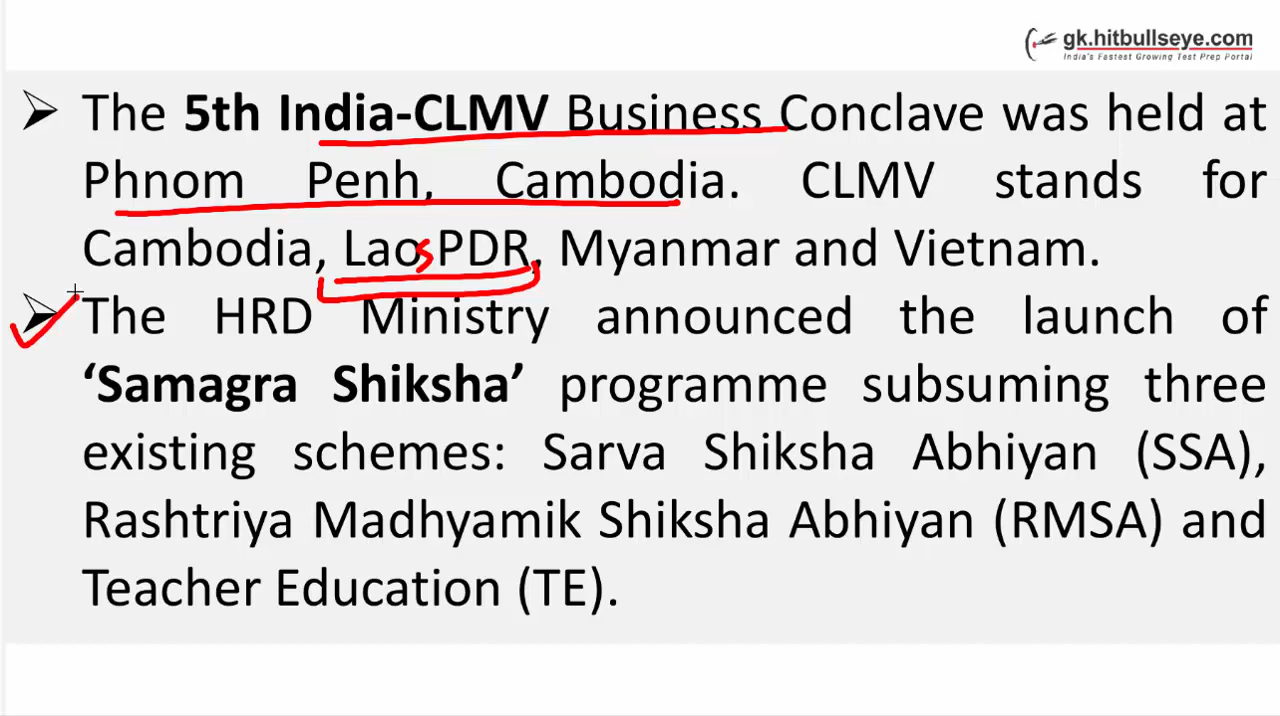 gk.hitbullseye.com
India's Fastest Growing Test Prep Portal
➢ The 5th India-CLMV Business Conclave was held at
Phnom Penh, Cambodia. CLMV stands for
Cambodia, Lao s PDR, Myanmar and Vietnam.
➢ The HRD Ministry announced the launch of
‘Samagra Shiksha’ programme subsuming three
existing schemes: Sarva Shiksha Abhiyan (SSA),
Rashtriya Madhyamik Shiksha Abhiyan (RMSA) and
Teacher Education (TE).